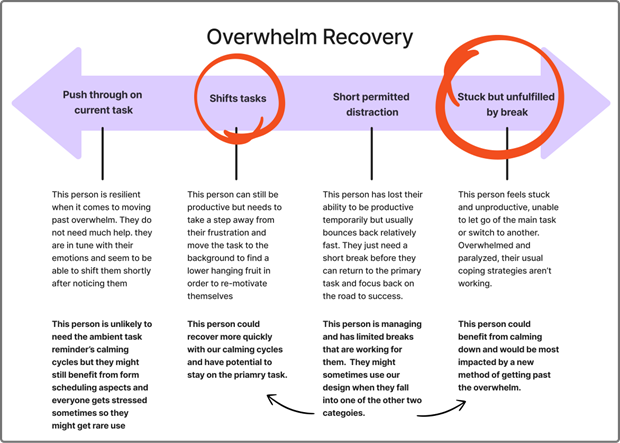 Overwhelm Recovery
Push through on
current task
Shifts tasks
Short permitted
distraction
Stuck but unfulfilled
by break
This person is resilient
when it comes to moving
past overwhelm. They do
not need much help. they
are in tune with their
emotions and seem to be
able to shift them shortly
after noticing them
This person can still be
productive but needs to
take a step away from
their frustration and
move the task to the
background to find a
lower hanging fruit in
order to re-motivate
themselves
This person has lost their
ability to be productive
temporarily but usually
bounces back relatively
fast. They just need a
short break before they
can return to the primary
task and focus back on
the road to success.
This person feels stuck
and unproductive, unable
to let go of the main task
or switch to another.
Overwhelmed and
paralyzed, their usual
coping strategies aren't
working.
This person is unlikely to
need the ambient task
reminder's calming
cycles but they might
still benefit from form
scheduling aspects and
everyone gets stressed
sometimes so they
might get rare use
This person could
recover more quickly
with our calming cycles
and have potential to
stay on the priamry task.
This person is managing
and has limited breaks
that are working for
them. They might
sometimes use our
design when they fall
into one of the other two
categoies.
This person could
benefit from calming
down and would be most
impacted by a new
method of getting past
the overwhelm.